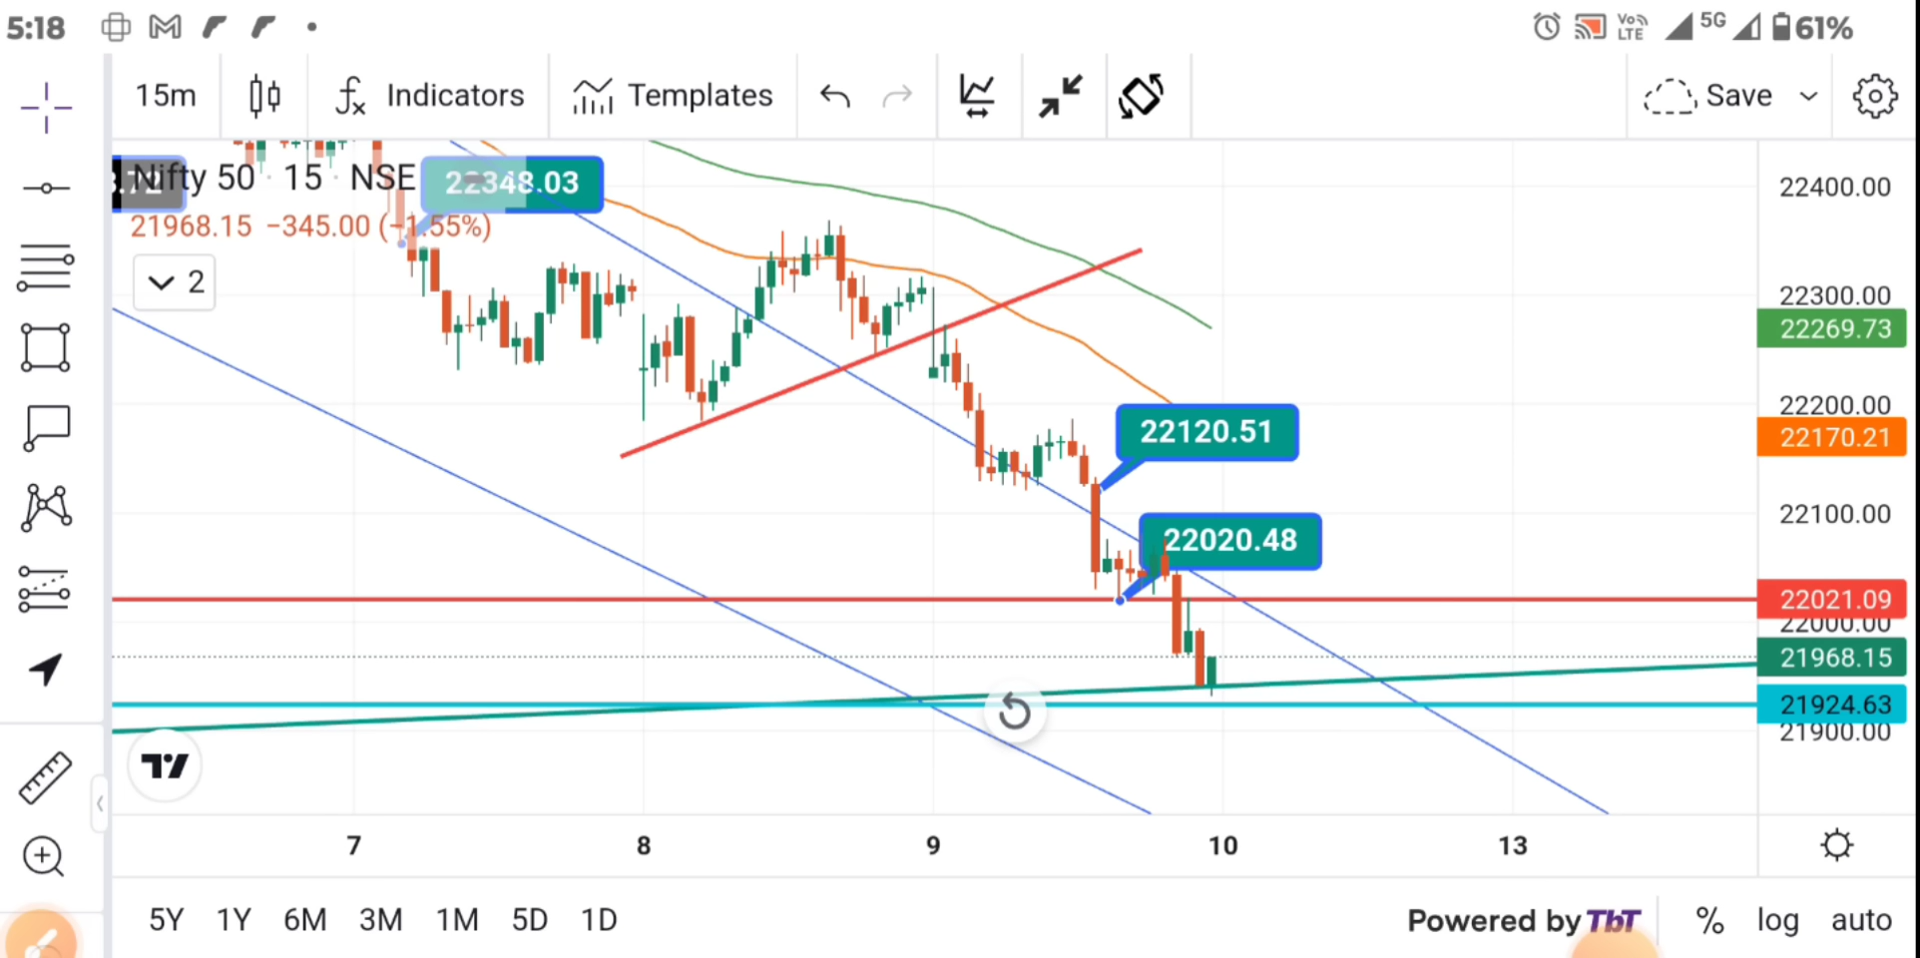 5:18 Vo)) LTE 5G 61%
15m Indicators Templates Save
Nifty 50 · 15 · NSE
22348.03
21968.15 −345.00 (−1.55%)
2
22120.51
22020.48
22400.00
22300.00
22269.73
22200.00
22170.21
22100.00
22021.09
22000.00
21968.15
21924.63
21900.00
7 8 9 10 13
5Y 1Y 6M 3M 1M 5D 1D
Powered by TbT % log auto